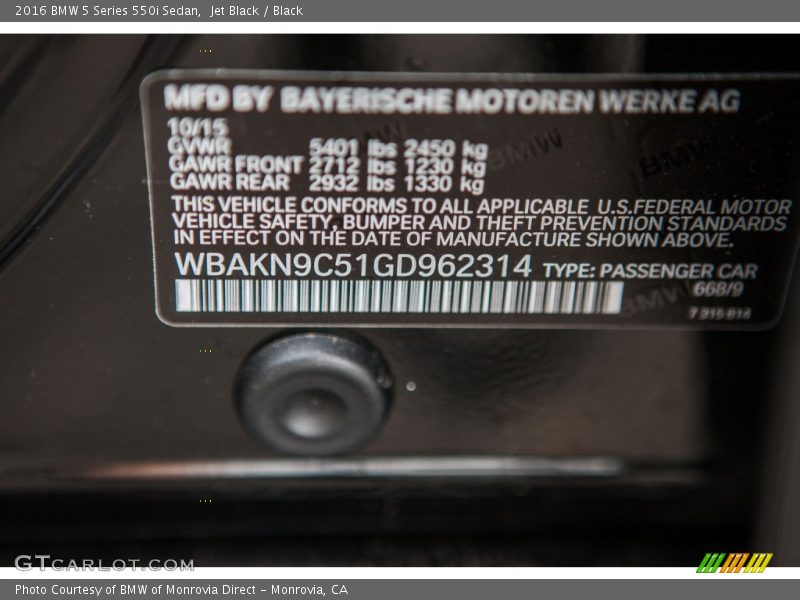 2016 BMW 5 Series 550i Sedan,  Jet Black / Black
MFD BY BAYERISCHE MOTOREN WERKE AG
10/15
GVWR 5401 lbs 2450 kg
GAWR FRONT 2712 lbs 1230 kg
GAWR REAR 2932 lbs 1330 kg
THIS VEHICLE CONFORMS TO ALL APPLICABLE U.S.FEDERAL MOTOR
VEHICLE SAFETY, BUMPER AND THEFT PREVENTION STANDARDS
IN EFFECT ON THE DATE OF MANUFACTURE SHOWN ABOVE.
WBAKN9C51GD962314 TYPE: PASSENGER CAR
668/9
7 315 814
GTCARLOT.COM
Photo Courtesy of BMW of Monrovia Direct – Monrovia, CA